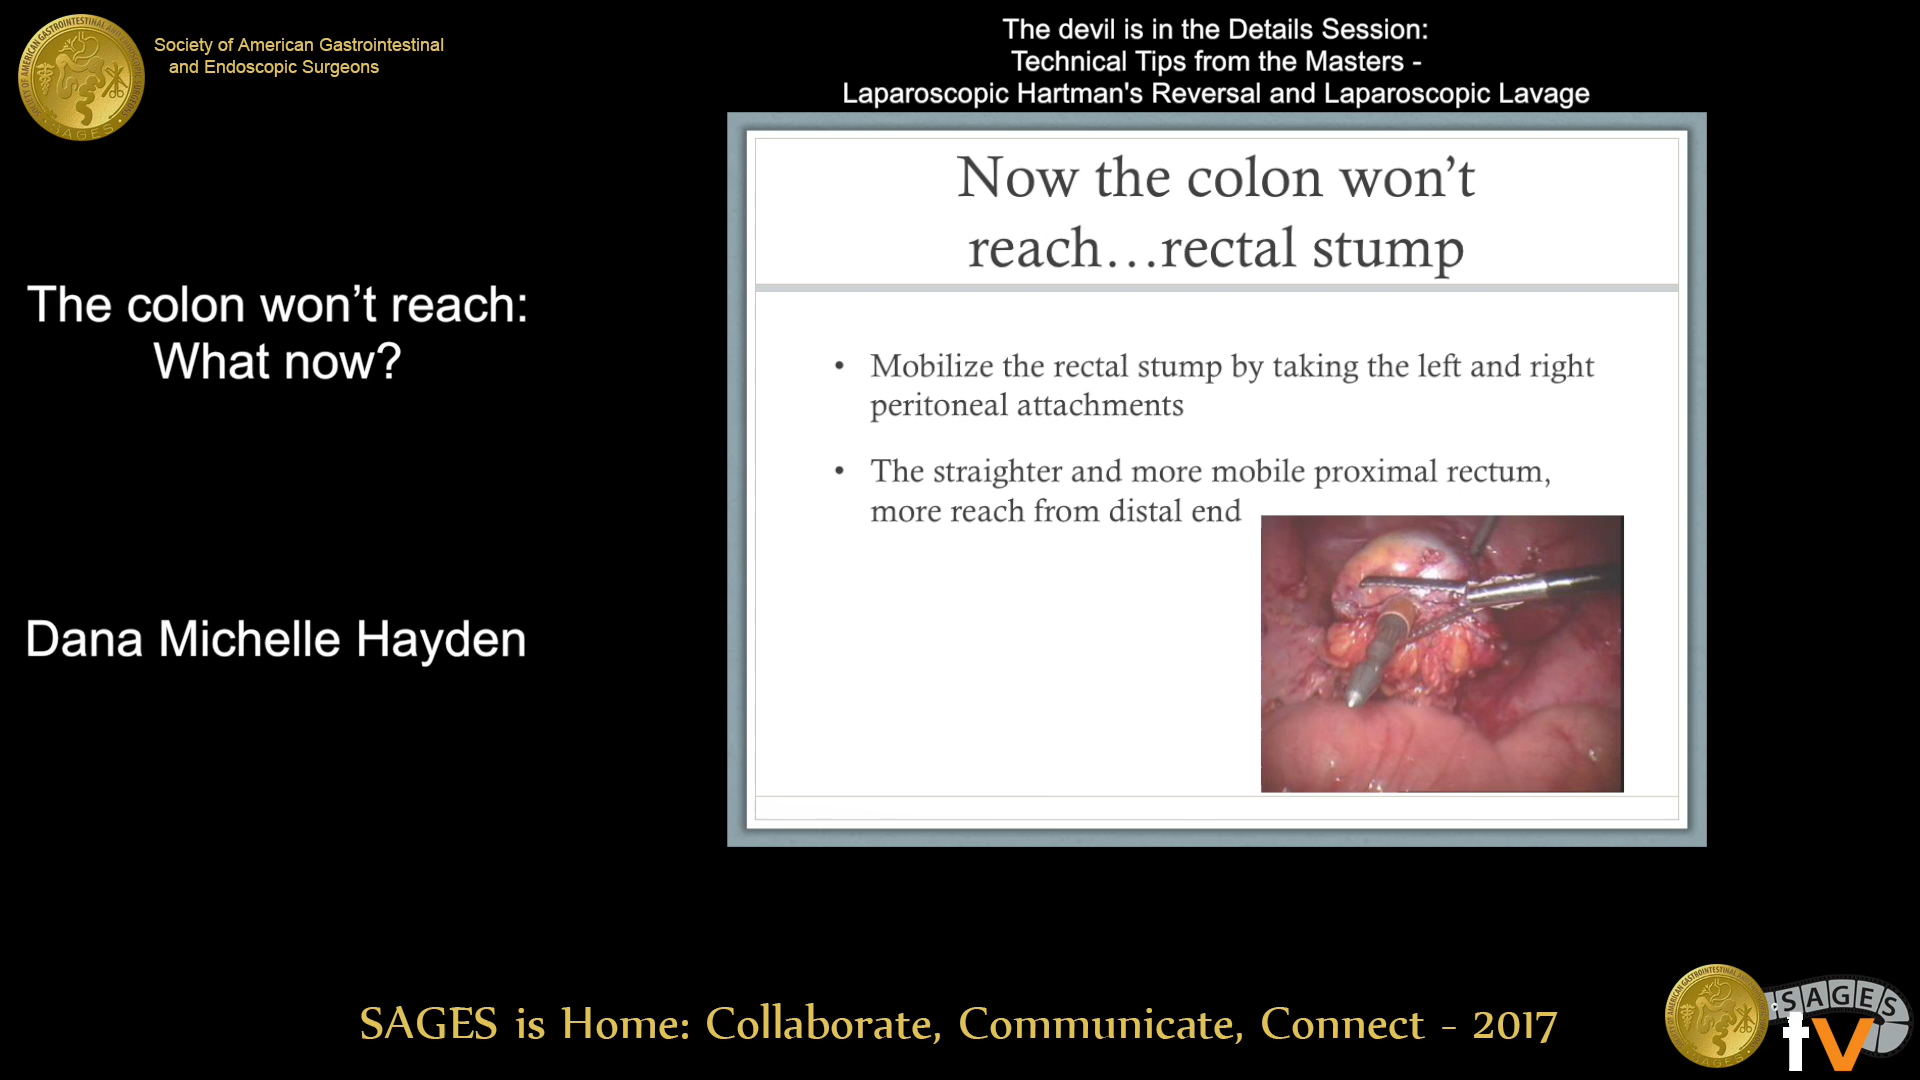 Society of American Gastrointestinal
and Endoscopic Surgeons
The devil is in the Details Session:
Technical Tips from the Masters -
Laparoscopic Hartman's Reversal and Laparoscopic Lavage
The colon won’t reach:
What now?
Dana Michelle Hayden
Now the colon won’t
reach…rectal stump
• Mobilize the rectal stump by taking the left and right
peritoneal attachments
• The straighter and more mobile proximal rectum,
more reach from distal end
SAGES is Home: Collaborate, Communicate, Connect - 2017
SAGES
tv
SAGES